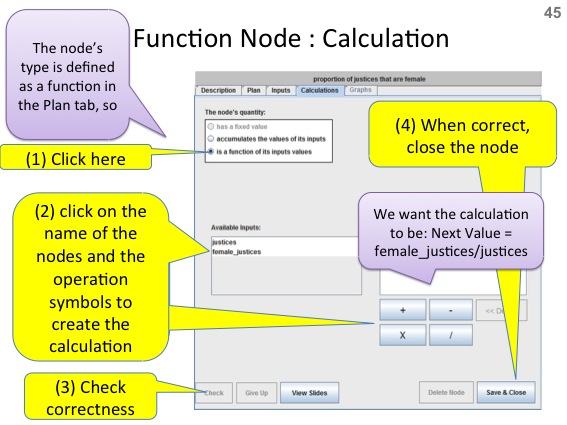 45
Function Node : Calculation
The node's
type is defined
as a function in
the Plan tab, so
(1) Click here
(2) click on the
name of the
nodes and the
operation
symbols to
create the
calculation
(3) Check
correctness
proportion of justices that are female
Description Plan Inputs Calculations Graphs
The node's quantity:
has a fixed value
accumulates the values of its inputs
is a function of its inputs values
(4) When correct,
close the node
We want the calculation
to be: Next Value =
female_justices/justices
Available Inputs:
justices
female_justices
+ - <<
X /
Check Give Up View Slides Delete Node Save & Close